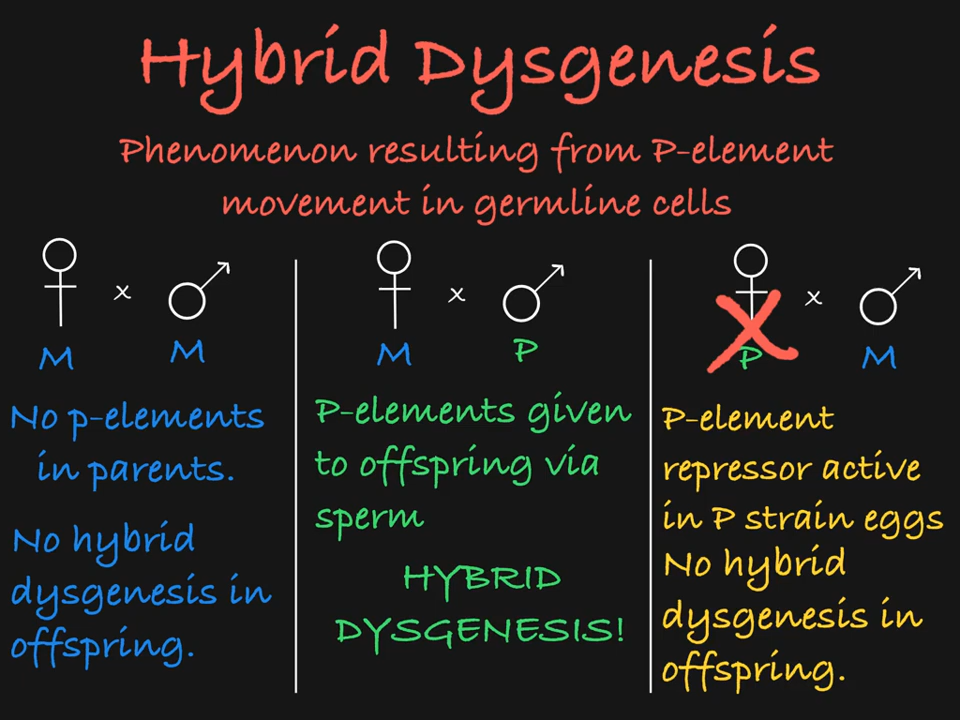 Hybrid Dysgenesis
Phenomenon resulting from P-element
movement in germline cells
x
M M
No p-elements
in parents.
No hybrid
dysgenesis in
offspring.
x
M P
P-elements given
to offspring via
sperm
HYBRID
DYSGENESIS!
x
P M
P-element
repressor active
in P strain eggs
No hybrid
dysgenesis in
offspring.